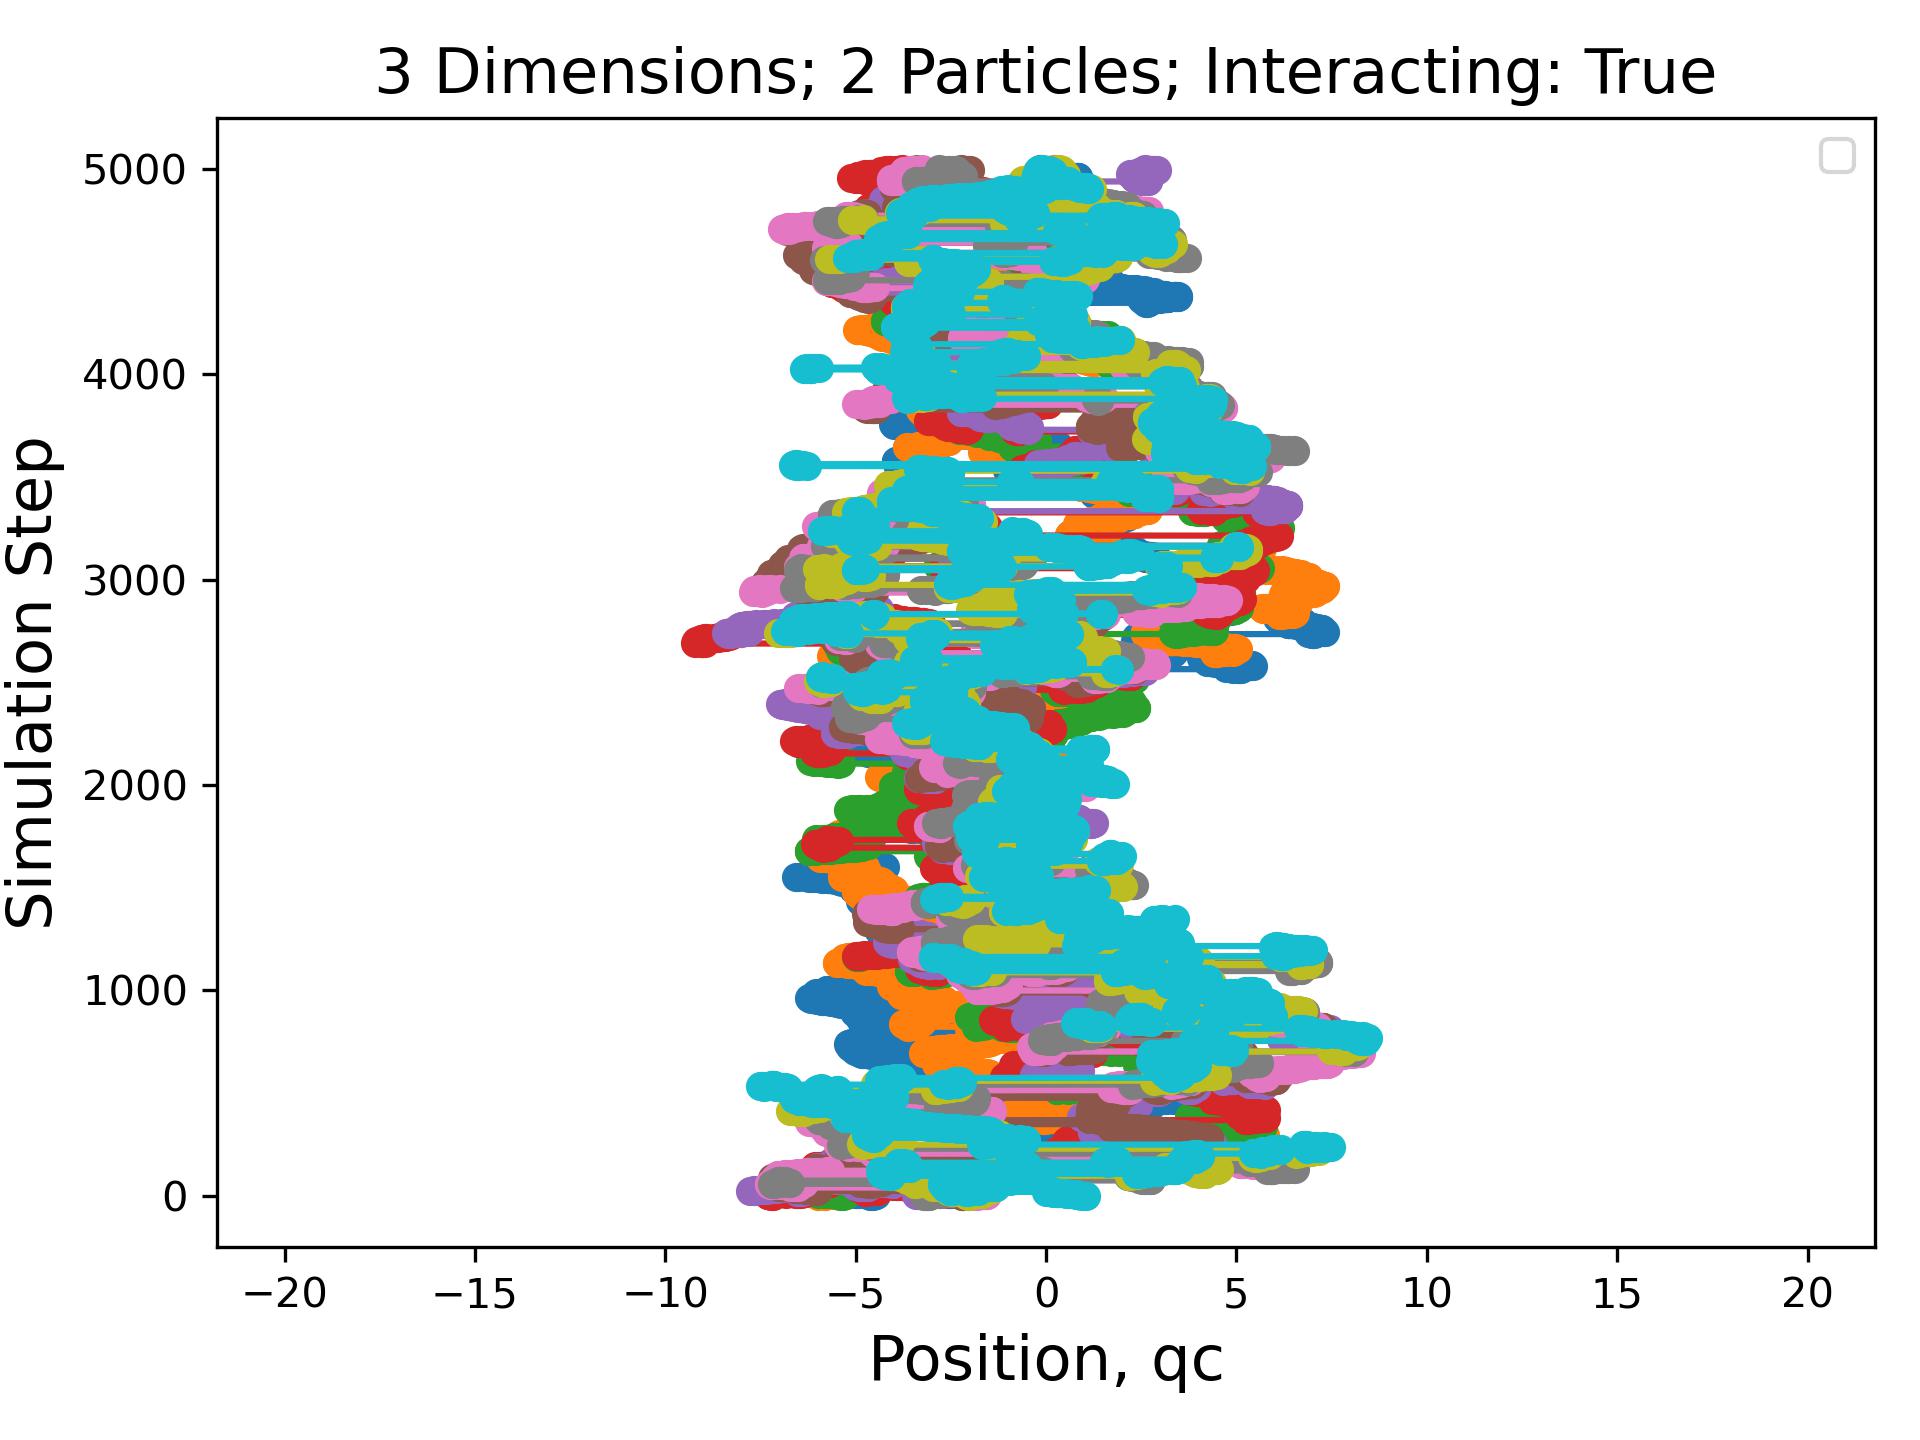 3 Dimensions; 2 Particles; Interacting: True
Simulation Step
5000
4000
3000
2000
1000
0
−20 −15 −10 −5 0 5 10 15 20
Position, qc